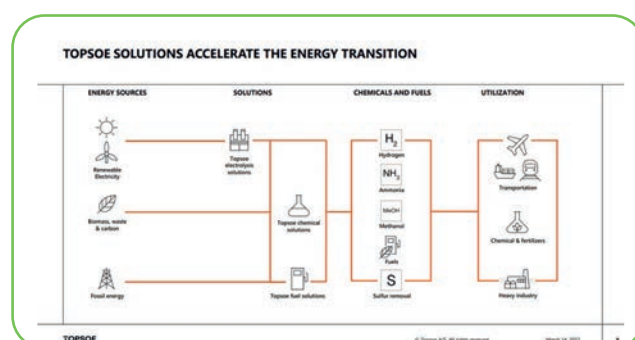 TOPSOE SOLUTIONS ACCELERATE THE ENERGY TRANSITION
ENERGY SOURCES
SOLUTIONS
CHEMICALS AND FUELS
UTILIZATION
Renewable
Electricity
Topsoe
electrolysis
solutions
H₂
Hydrogen
NH₃
Ammonia
Transportation
Biomass, waste
& carbon
Topsoe chemical
solutions
MeOH
Methanol
Chemical & fertilizers
Fuels
Fossil energy
Topsoe fuel solutions
S
Sulfur removal
Heavy industry
TOPSOE